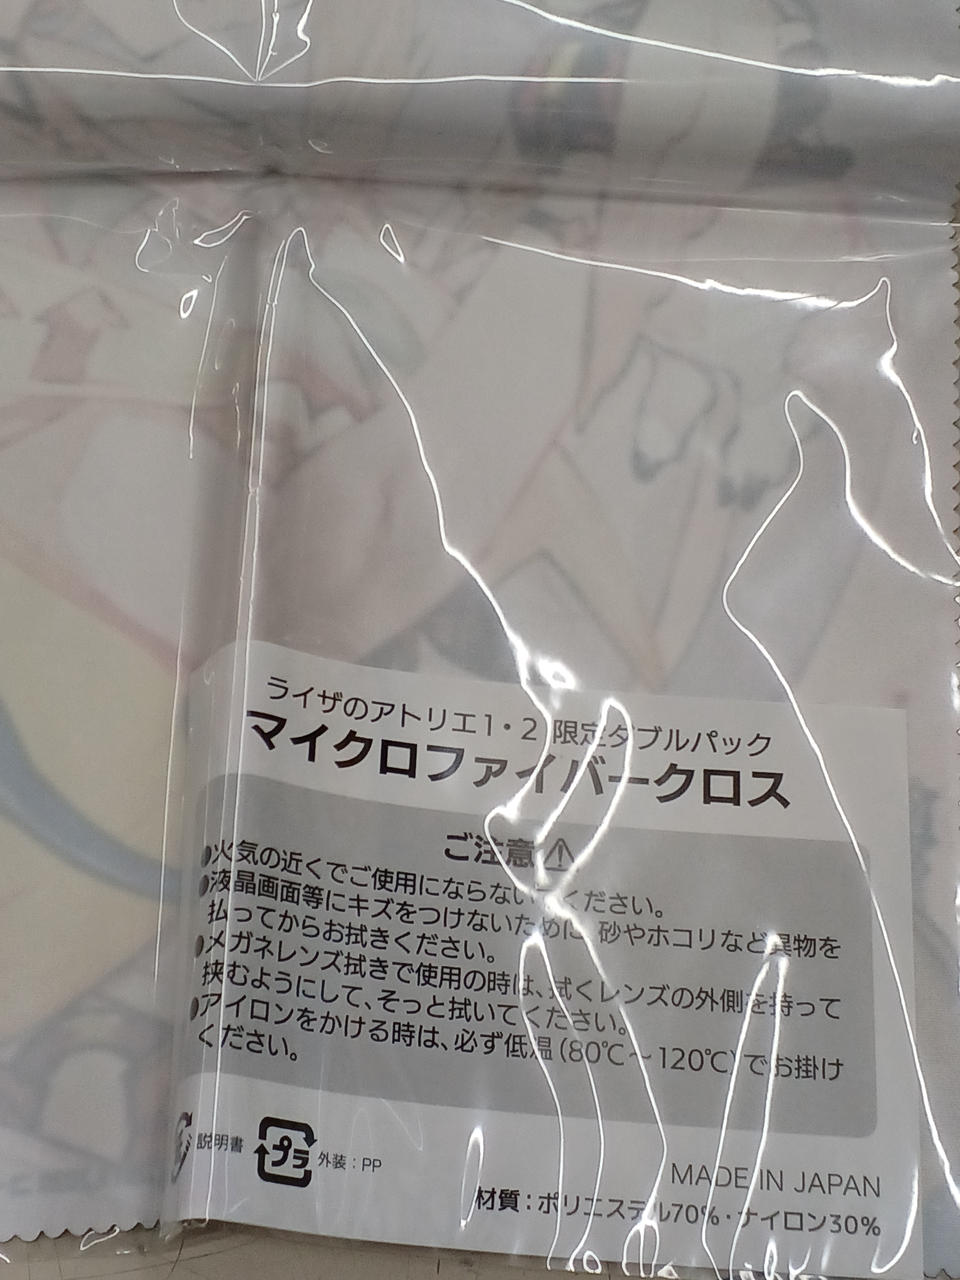 ライザのアトリエ1・2 限定ダブルパック
マイクロファイバークロス
ご注意
●火気の近くでご使用にならないでください。
●液晶画面等にキズをつけないために、砂やホコリなど異物を
払ってからお拭きください。
●メガネレンズ拭きで使用の時は、拭くレンズの外側を持って
挟むようにして、そっと拭いてください。
●アイロンをかける時は、必ず低温(80℃～120℃)でお掛け
ください。
説明書
プラ 外装：PP
MADE IN JAPAN
材質：ポリエステル70%・ナイロン30%